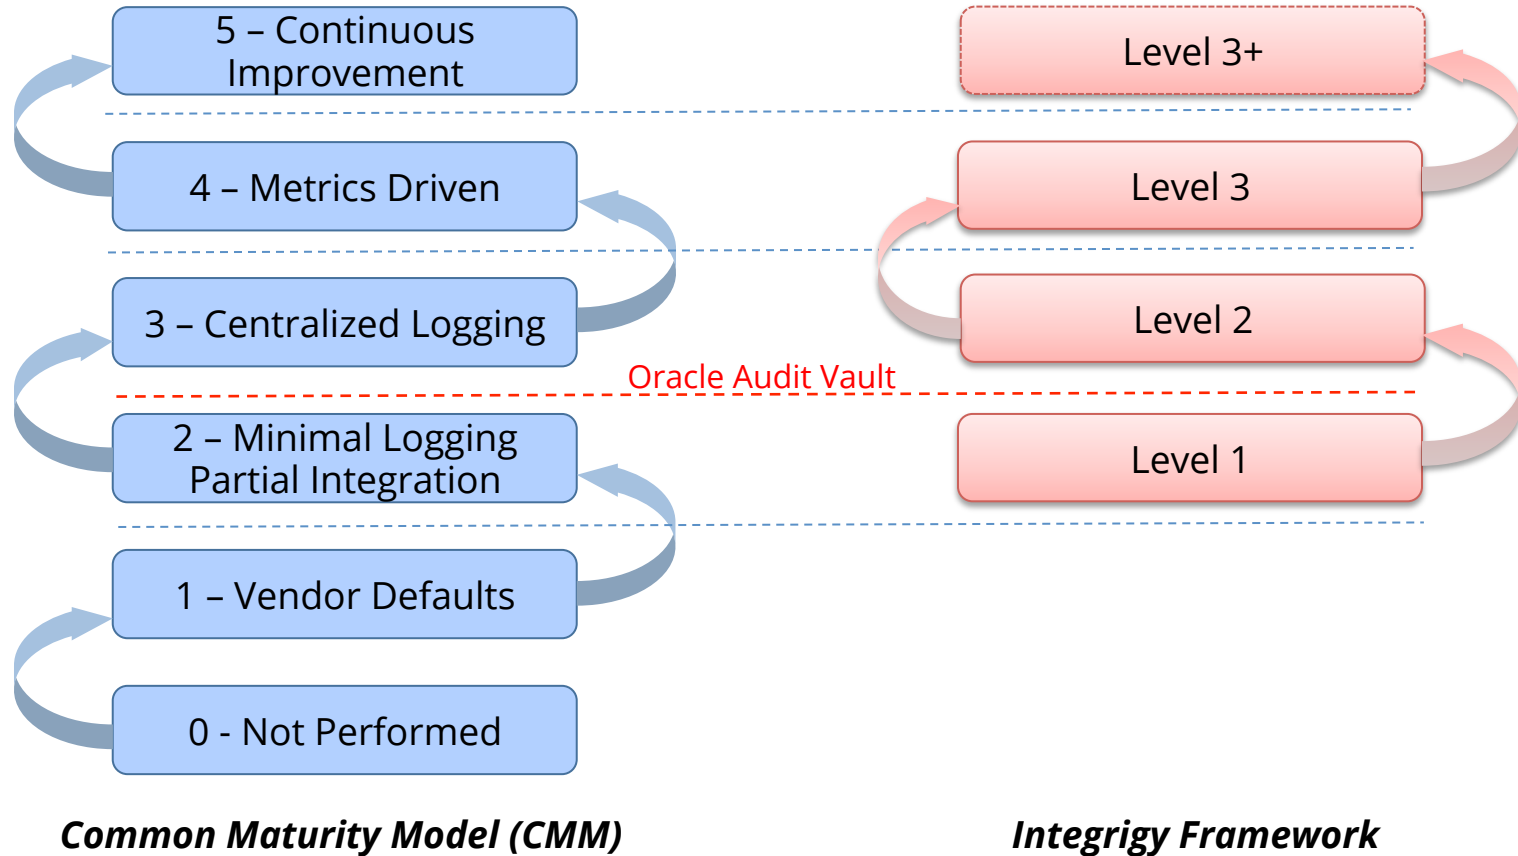 5 – Continuous
Improvement
Level 3+
4 – Metrics Driven
Level 3
3 – Centralized Logging
Level 2
Oracle Audit Vault
2 – Minimal Logging
Partial Integration
Level 1
1 – Vendor Defaults
0 - Not Performed
Common Maturity Model (CMM)
Integrigy Framework